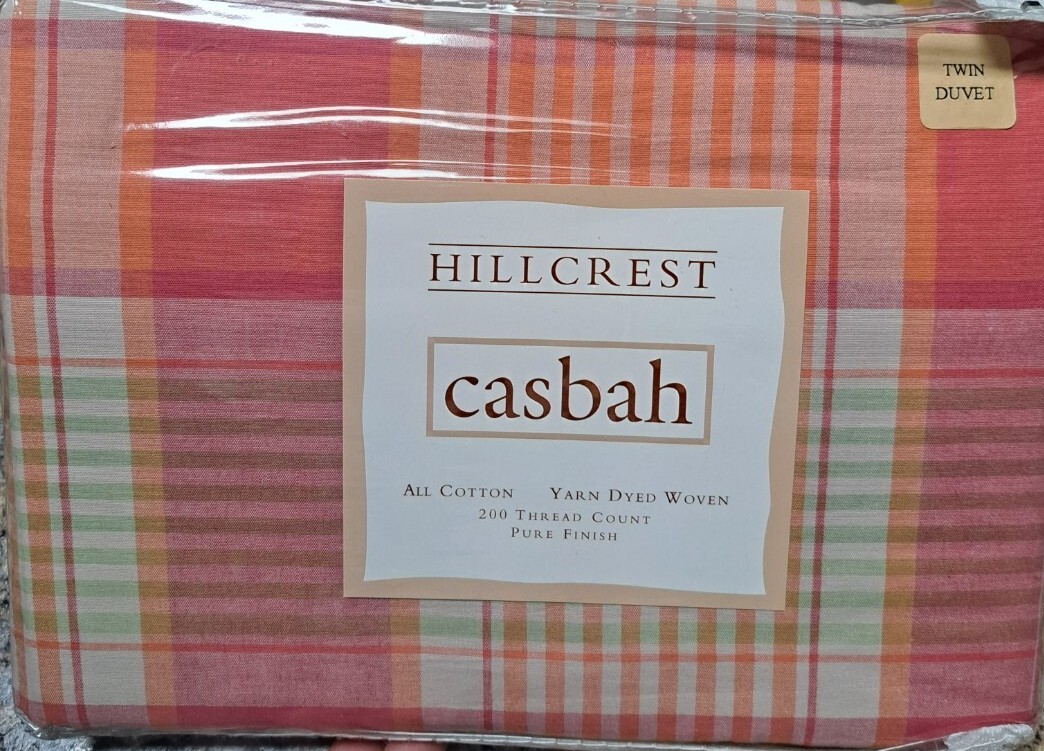 TWIN
DUVET
HILLCREST
casbah
ALL COTTON YARN DYED WOVEN
200 THREAD COUNT
PURE FINISH